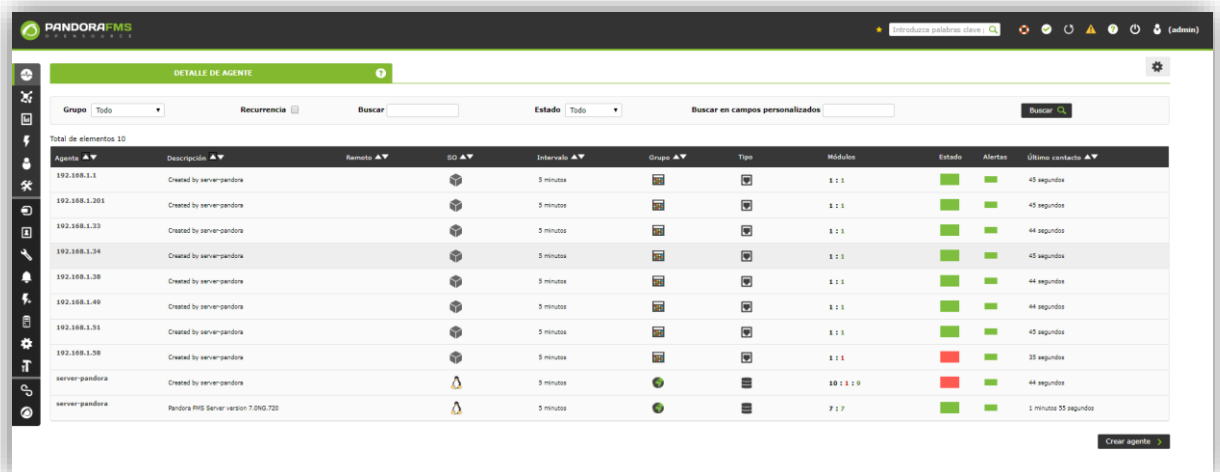 PANDORAFMS
OPENSOURCE
Introduzca palabras clave
(admin)
DETALLE DE AGENTE
Grupo Todo Recurrencia Buscar Estado Todo Buscar en campos personalizados Buscar
Total de elementos 10
Agente Descripción Remoto SO Intervalo Grupo Tipo Módulos Estado Alertas Último contacto
192.168.1.1 Created by server-pandora 5 minutos 1 : 1 45 segundos
192.168.1.201 Created by server-pandora 5 minutos 1 : 1 45 segundos
192.168.1.33 Created by server-pandora 5 minutos 1 : 1 44 segundos
192.168.1.34 Created by server-pandora 5 minutos 1 : 1 45 segundos
192.168.1.38 Created by server-pandora 5 minutos 1 : 1 44 segundos
192.168.1.49 Created by server-pandora 5 minutos 1 : 1 44 segundos
192.168.1.51 Created by server-pandora 5 minutos 1 : 1 45 segundos
192.168.1.58 Created by server-pandora 5 minutos 1 : 1 35 segundos
server-pandora Created by server-pandora 5 minutos 10 : 1 : 9 44 segundos
server-pandora Pandora FMS Server version 7.0NG.720 5 minutos 7 : 7 1 minutos 55 segundos
Crear agente